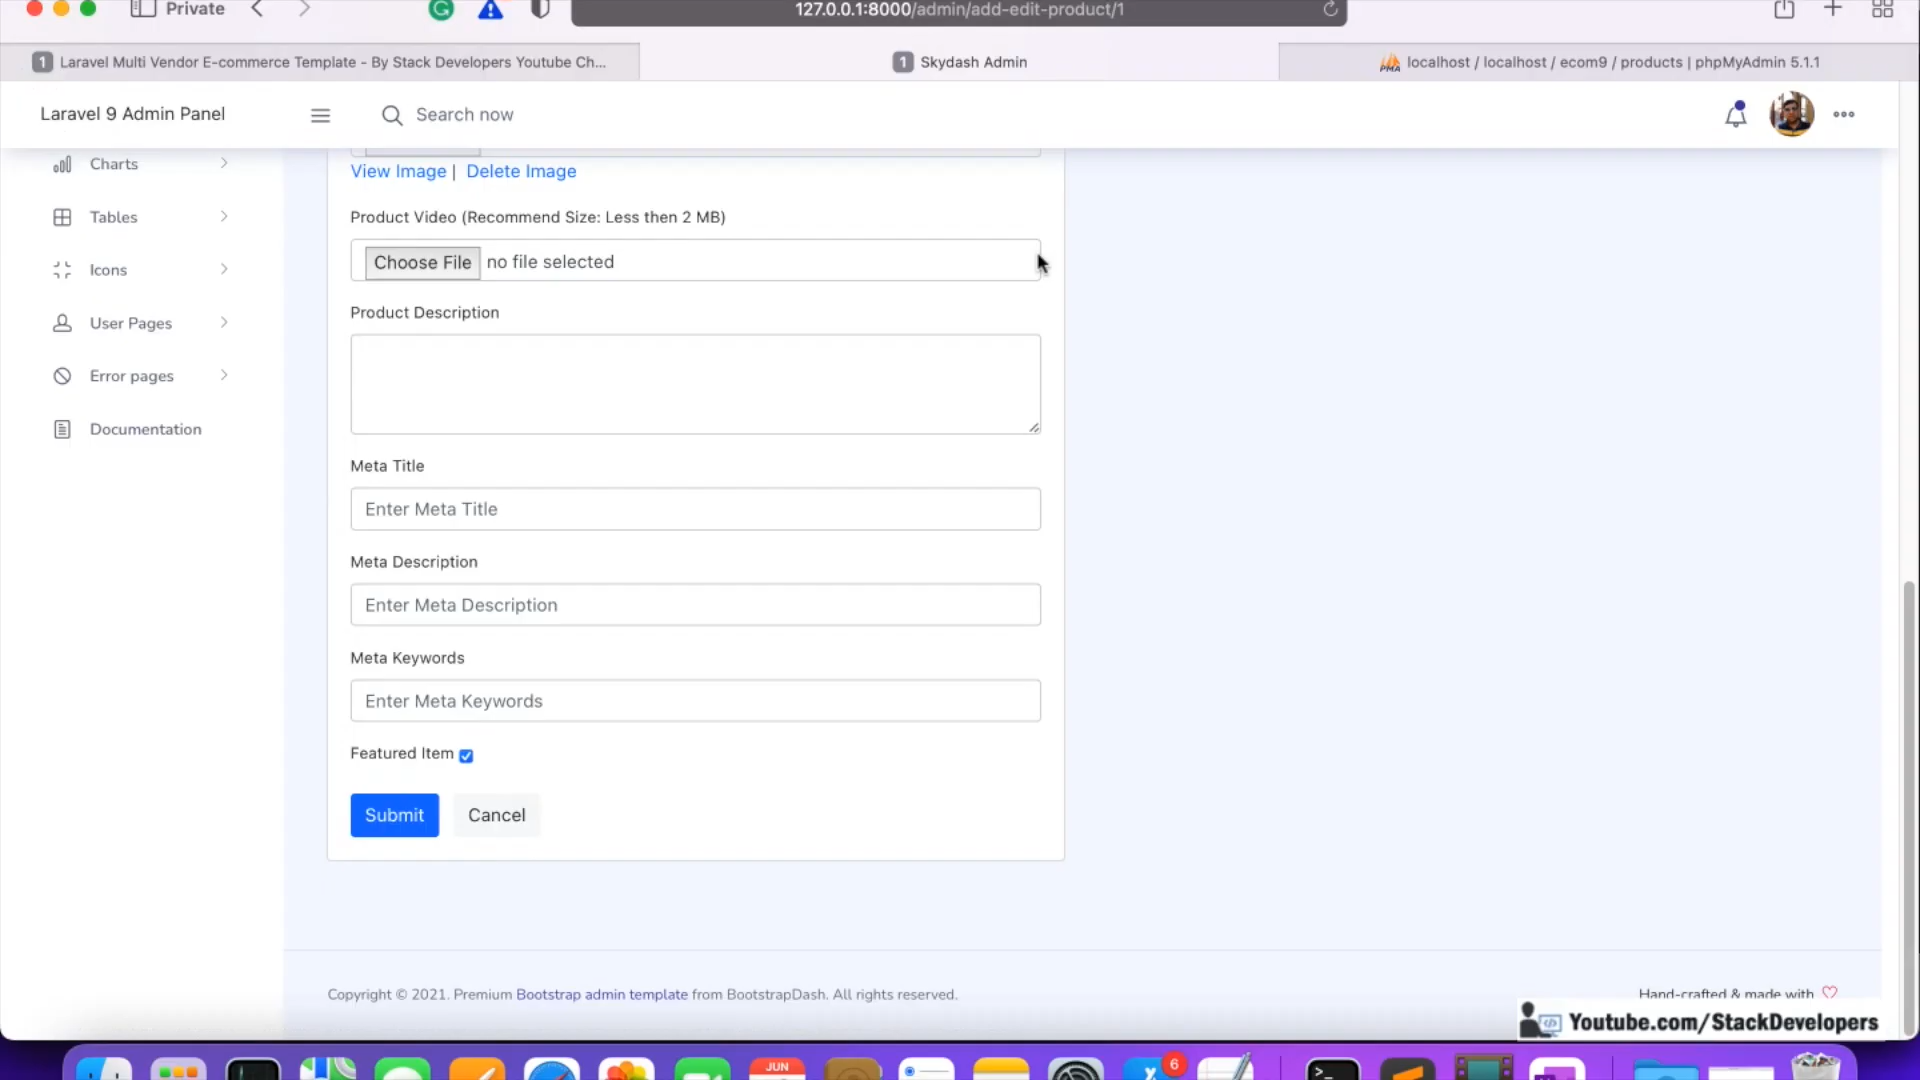 Private
127.0.0.1:8000/admin/add-edit-product/1
1 Laravel Multi Vendor E-commerce Template - By Stack Developers Youtube Ch...
1 Skydash Admin
PMA localhost / localhost / ecom9 / products | phpMyAdmin 5.1.1
Laravel 9 Admin Panel
Search now
Charts
Tables
Icons
User Pages
Error pages
Documentation
View Image | Delete Image
Product Video (Recommend Size: Less then 2 MB)
Choose File no file selected
Product Description
Meta Title
Enter Meta Title
Meta Description
Enter Meta Description
Meta Keywords
Enter Meta Keywords
Featured Item
Submit Cancel
Copyright © 2021. Premium Bootstrap admin template from BootstrapDash. All rights reserved.
Hand-crafted & made with
Youtube.com/StackDevelopers
JUN
6